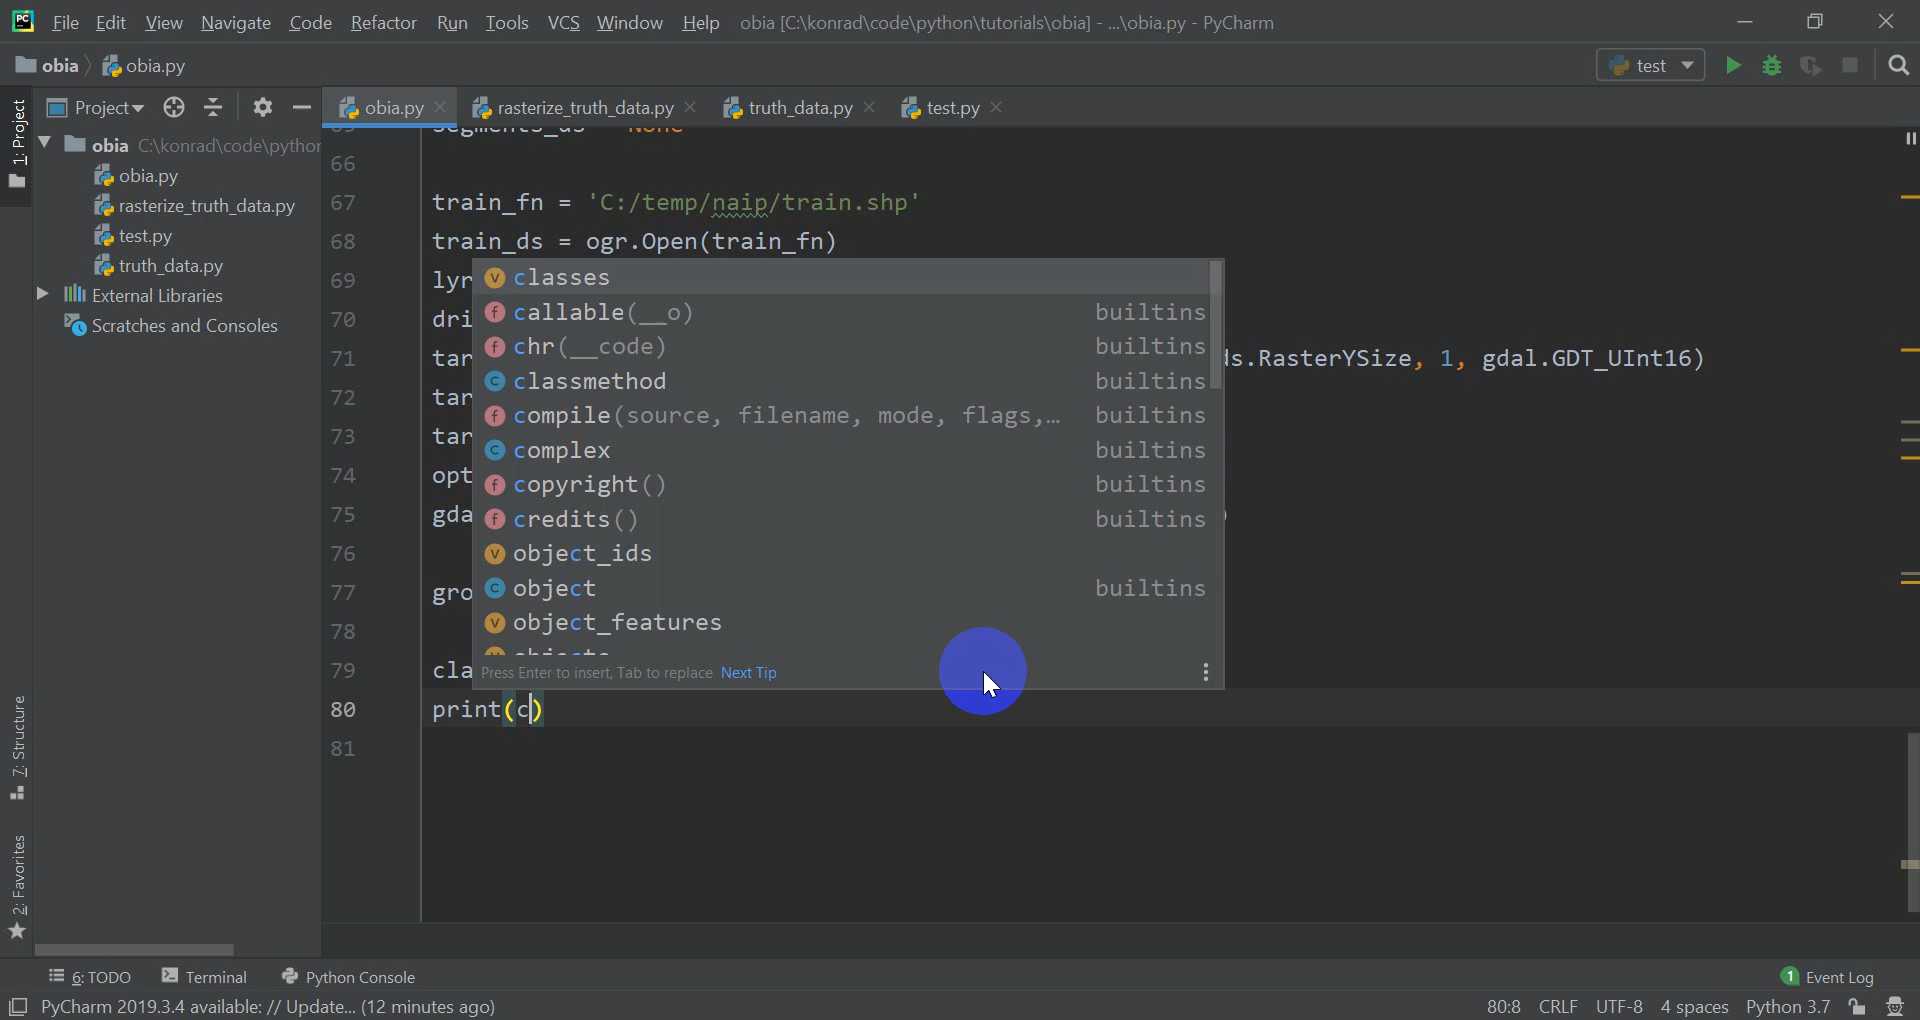 File Edit View Navigate Code Refactor Run Tools VCS Window Help obia [C:\konrad\code\python\tutorials\obia] - ...\obia.py - PyCharm
obia obia.py test
1: Project
Project
obia.py rasterize_truth_data.py truth_data.py test.py
obia C:\konrad\code\python
obia.py
rasterize_truth_data.py
test.py
truth_data.py
External Libraries
Scratches and Consoles
7: Structure
2: Favorites
66
67 train_fn = 'C:/temp/naip/train.shp'
68 train_ds = ogr.Open(train_fn)
69 lyr
70 dri
71 tar ds.RasterYSize, 1, gdal.GDT_UInt16)
72 tar
73 tar
74 opt
75 gda )
76
77 gro
78
79 cla
80 print(c)
81
classes
callable(__o) builtins
chr(__code) builtins
classmethod builtins
compile(source, filename, mode, flags,… builtins
complex builtins
copyright() builtins
credits() builtins
object_ids
object builtins
object_features
Press Enter to insert, Tab to replace Next Tip
6: TODO Terminal Python Console 1 Event Log
PyCharm 2019.3.4 available: // Update... (12 minutes ago) 80:8 CRLF UTF-8 4 spaces Python 3.7